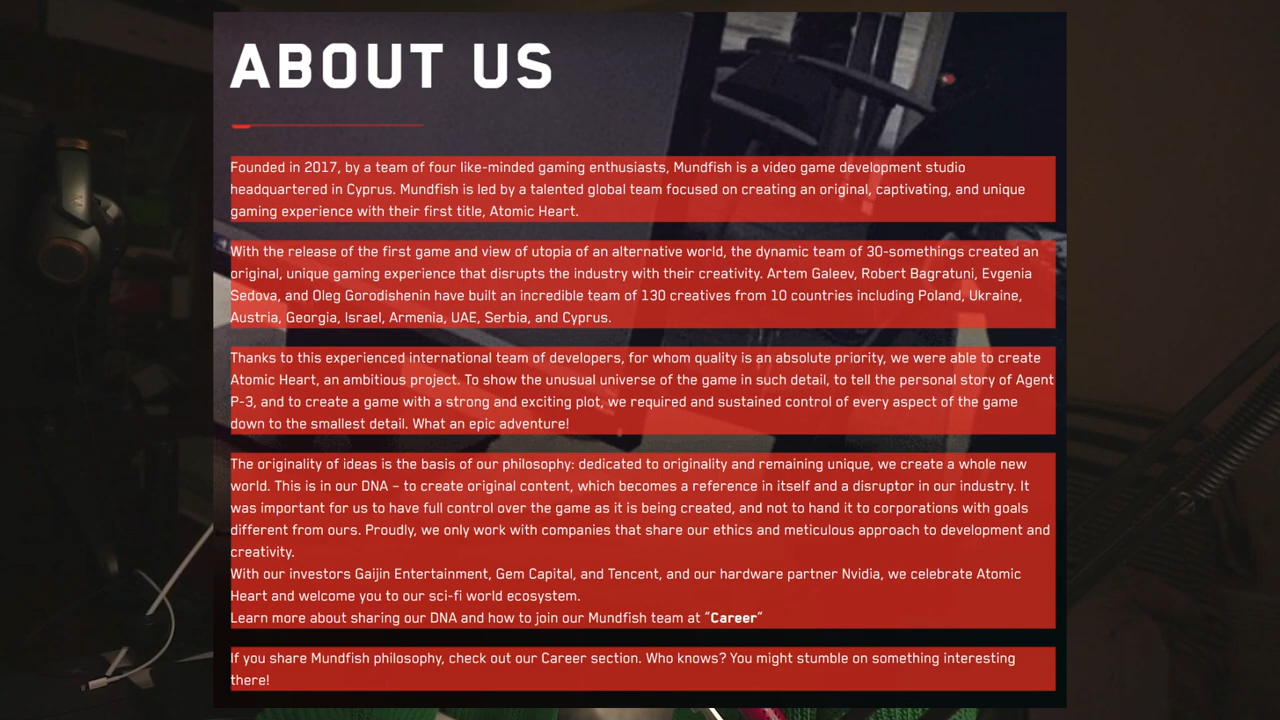 ABOUT US
Founded in 2017, by a team of four like-minded gaming enthusiasts, Mundfish is a video game development studio
headquartered in Cyprus. Mundfish is led by a talented global team focused on creating an original, captivating, and unique
gaming experience with their first title, Atomic Heart.
With the release of the first game and view of utopia of an alternative world, the dynamic team of 30-somethings created an
original, unique gaming experience that disrupts the industry with their creativity. Artem Galeev, Robert Bagratuni, Evgenia
Sedova, and Oleg Gorodishenin have built an incredible team of 130 creatives from 10 countries including Poland, Ukraine,
Austria, Georgia, Israel, Armenia, UAE, Serbia, and Cyprus.
Thanks to this experienced international team of developers, for whom quality is an absolute priority, we were able to create
Atomic Heart, an ambitious project. To show the unusual universe of the game in such detail, to tell the personal story of Agent
P-3, and to create a game with a strong and exciting plot, we required and sustained control of every aspect of the game
down to the smallest detail. What an epic adventure!
The originality of ideas is the basis of our philosophy: dedicated to originality and remaining unique, we create a whole new
world. This is in our DNA – to create original content, which becomes a reference in itself and a disruptor in our industry. It
was important for us to have full control over the game as it is being created, and not to hand it to corporations with goals
different from ours. Proudly, we only work with companies that share our ethics and meticulous approach to development and
creativity.
With our investors Gaijin Entertainment, Gem Capital, and Tencent, and our hardware partner Nvidia, we celebrate Atomic
Heart and welcome you to our sci-fi world ecosystem.
Learn more about sharing our DNA and how to join our Mundfish team at “Career”
If you share Mundfish philosophy, check out our Career section. Who knows? You might stumble on something interesting
there!